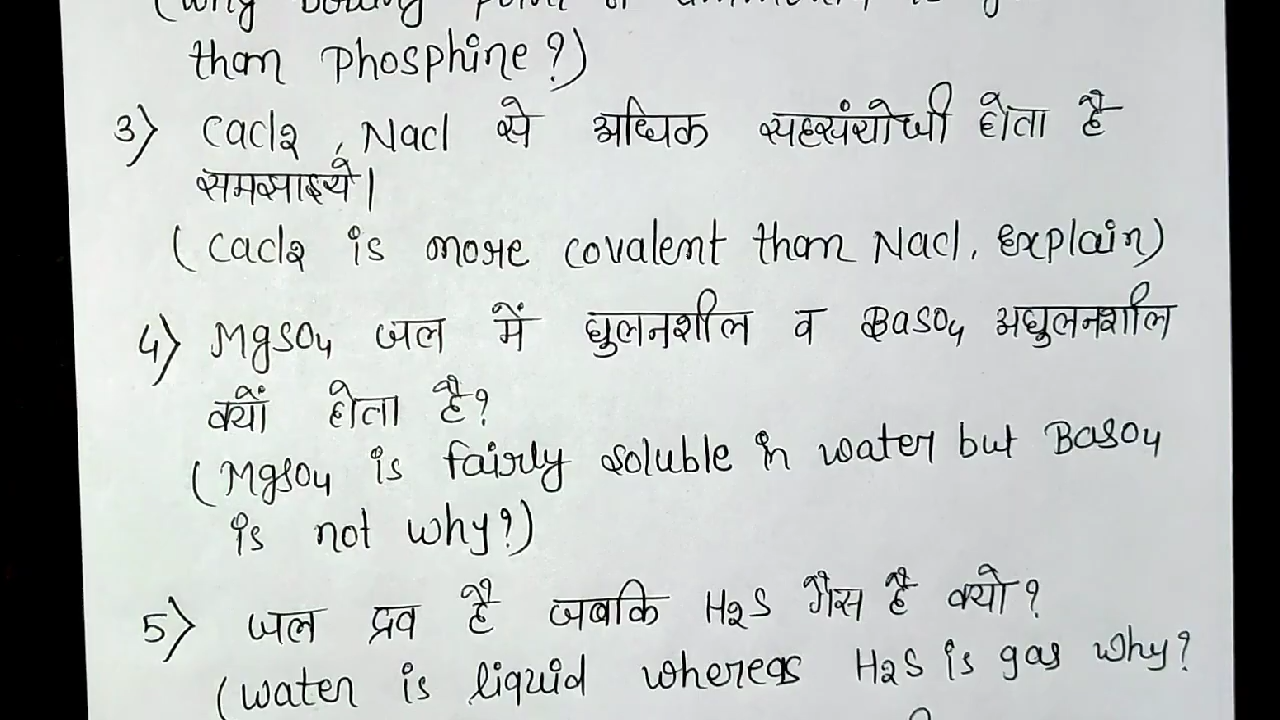 than Phosphine?)
3) Cacl2, Nacl से अधिक सहसंयोजी होता है
समझाइये।
(Cacl2 is more covalent than Nacl, Explain)
4) MgSO4 जल में घुलनशील व BaSO4 अघुलनशील
क्यों होता है?
(MgSO4 is fairly soluble in water but BaSO4
is not why?)
5) जल द्रव है जबकि H2S गैस है क्यो?
(water is liquid whereas H2S is gas why?